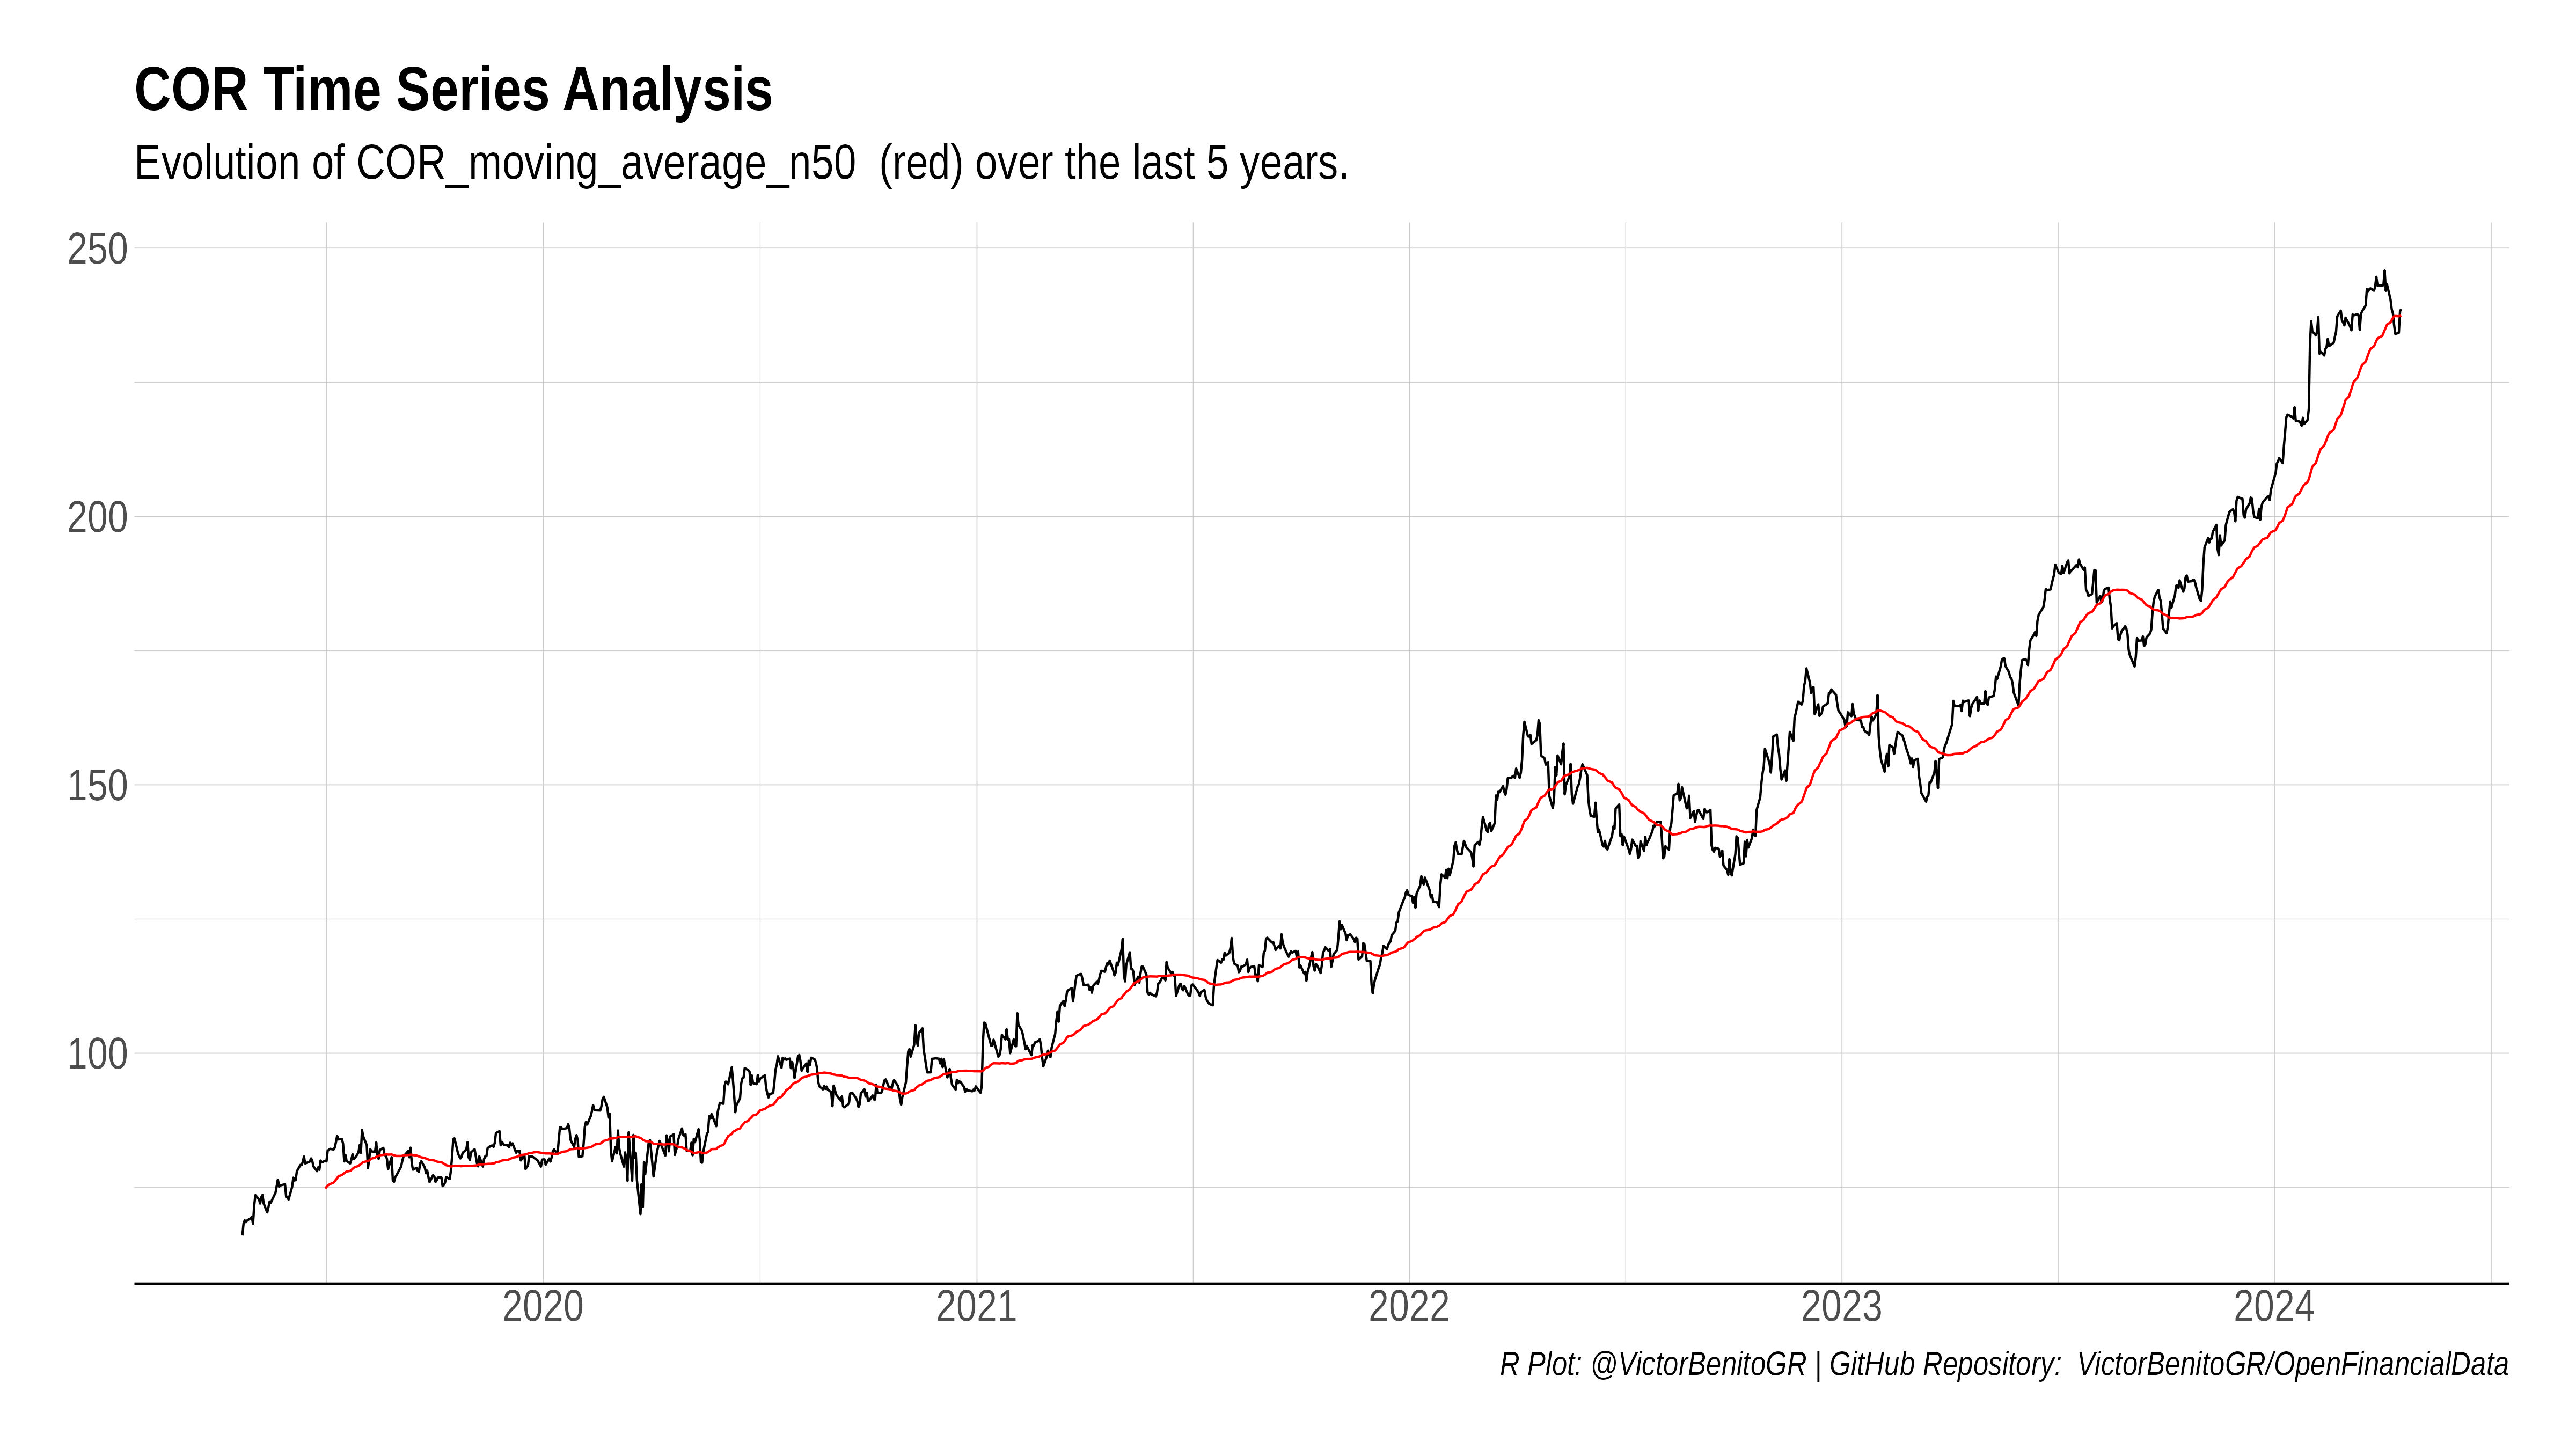 COR Time Series Analysis
Evolution of COR_moving_average_n50  (red) over the last 5 years.
250
200
150
100
2020 2021 2022 2023 2024
R Plot: @VictorBenitoGR | GitHub Repository:  VictorBenitoGR/OpenFinancialData